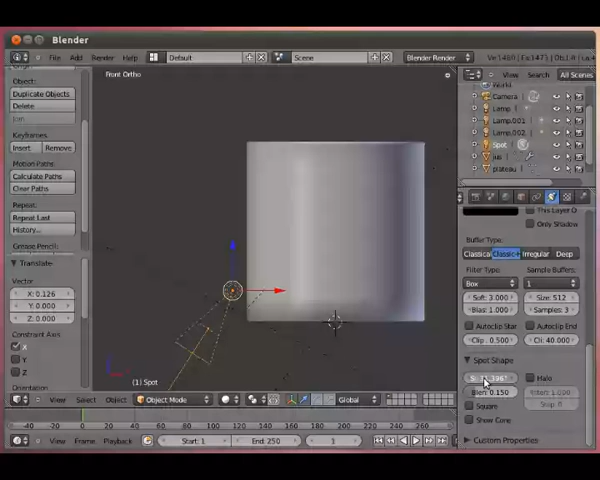 Blender
File Add Render Help Default Scene Blender Render
Front Ortho
View Search All Scenes
World
Camera
Lamp
Lamp.001
Lamp.002
Spot
jus
plateau
Object:
Duplicate Objects
Delete
Join
Keyframes:
Insert Remove
Motion Paths:
Calculate Paths
Clear Paths
Repeat:
Repeat Last
History...
Grease Pencil:
Translate
Vector
X: 0.126
Y: 0.000
Z: 0.000
Constraint Axis
X
Y
Z
Orientation
(1) Spot
This Layer O
Only Shadow
Buffer Type:
Classical Classic-H Irregular Deep
Filter Type: Sample Buffers:
Box 1
Soft: 3.000 Size: 512
Bias: 1.000 Samples: 3
Autoclip Star Autoclip End
Clip: 0.500 Cli: 40.000
Spot Shape
Halo
Blen: 0.150
Square
Show Cone
Custom Properties
View Select Object Object Mode Global
-40 -20 0 20 40 60 80 100 120 140 160 180 200 220 240 260
View Marker Frame Playback Start: 1 End: 250 1